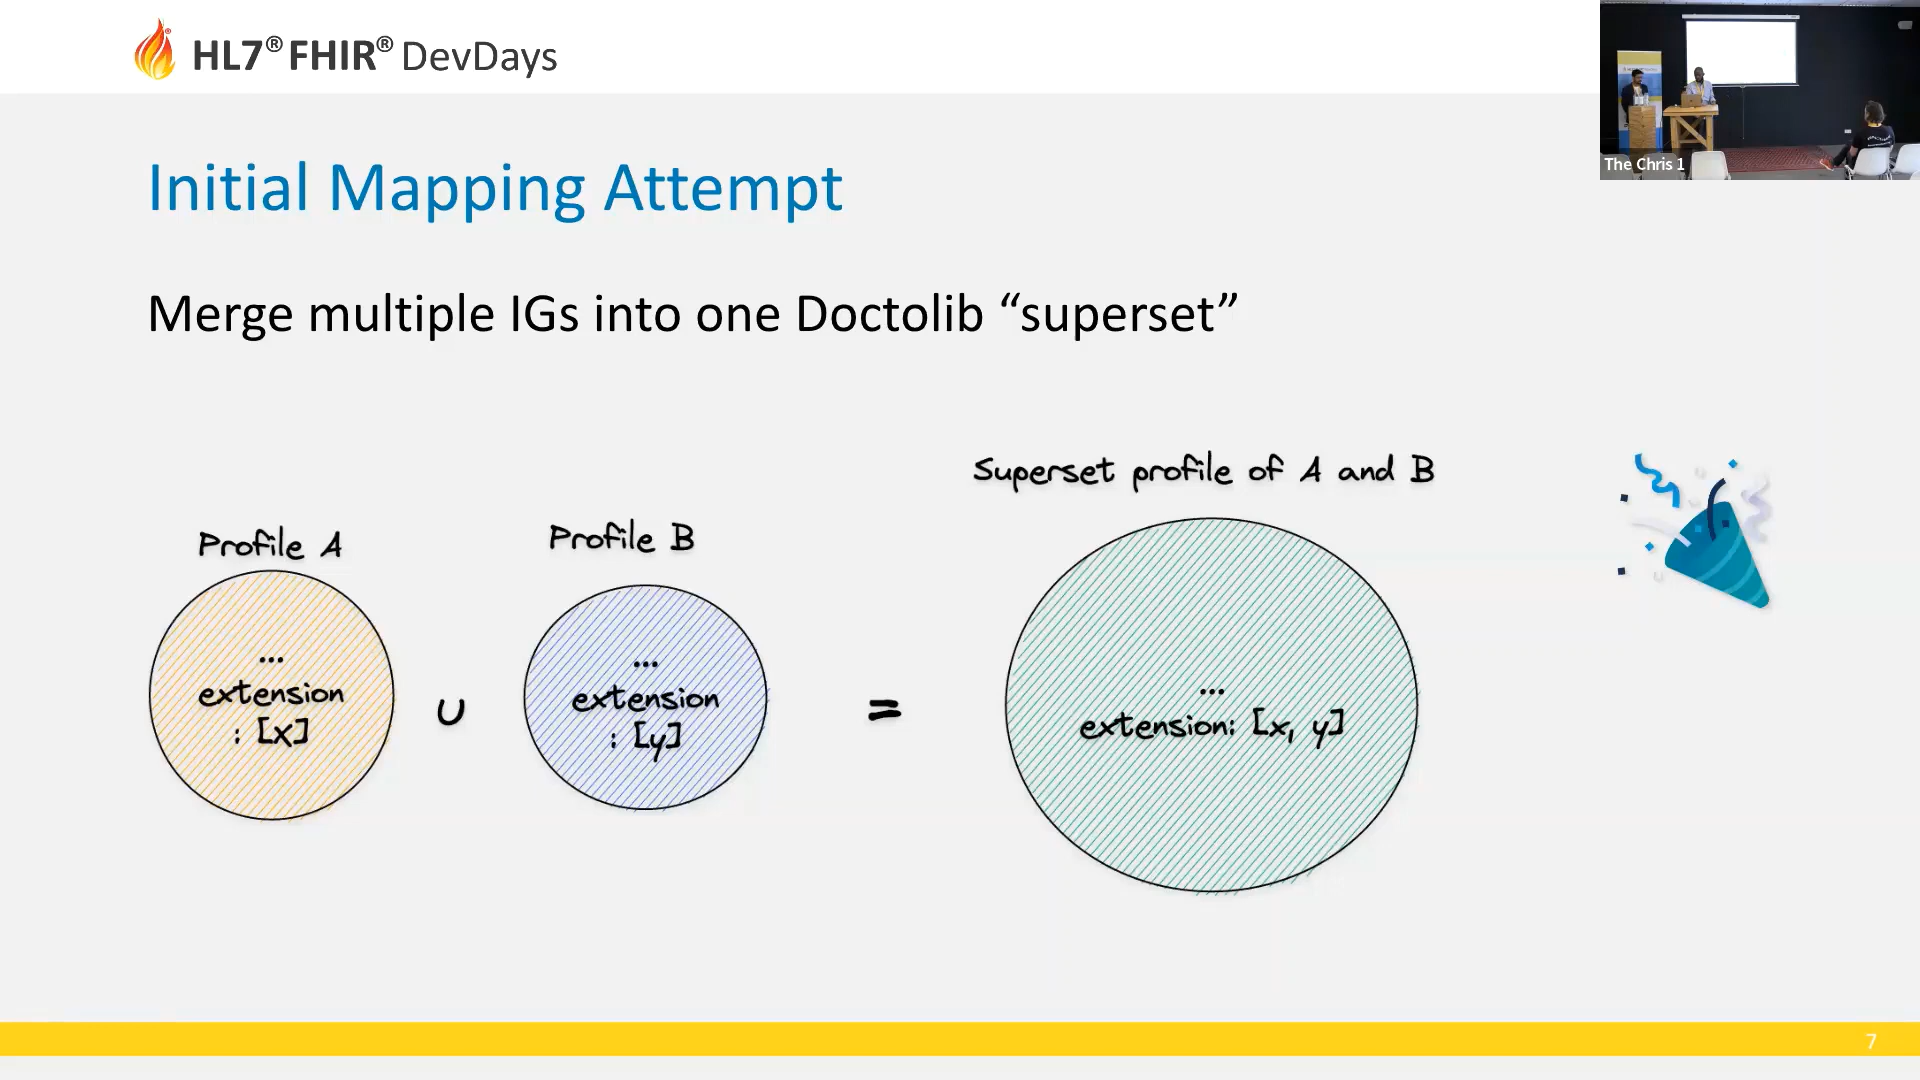 HL7® FHIR® DevDays
The Chris 1
Initial Mapping Attempt
Merge multiple IGs into one Doctolib “superset”
Superset profile of A and B
Profile A
Profile B
...
extension
: [x]
∪
...
extension
: [y]
=
...
extension: [x, y]
7